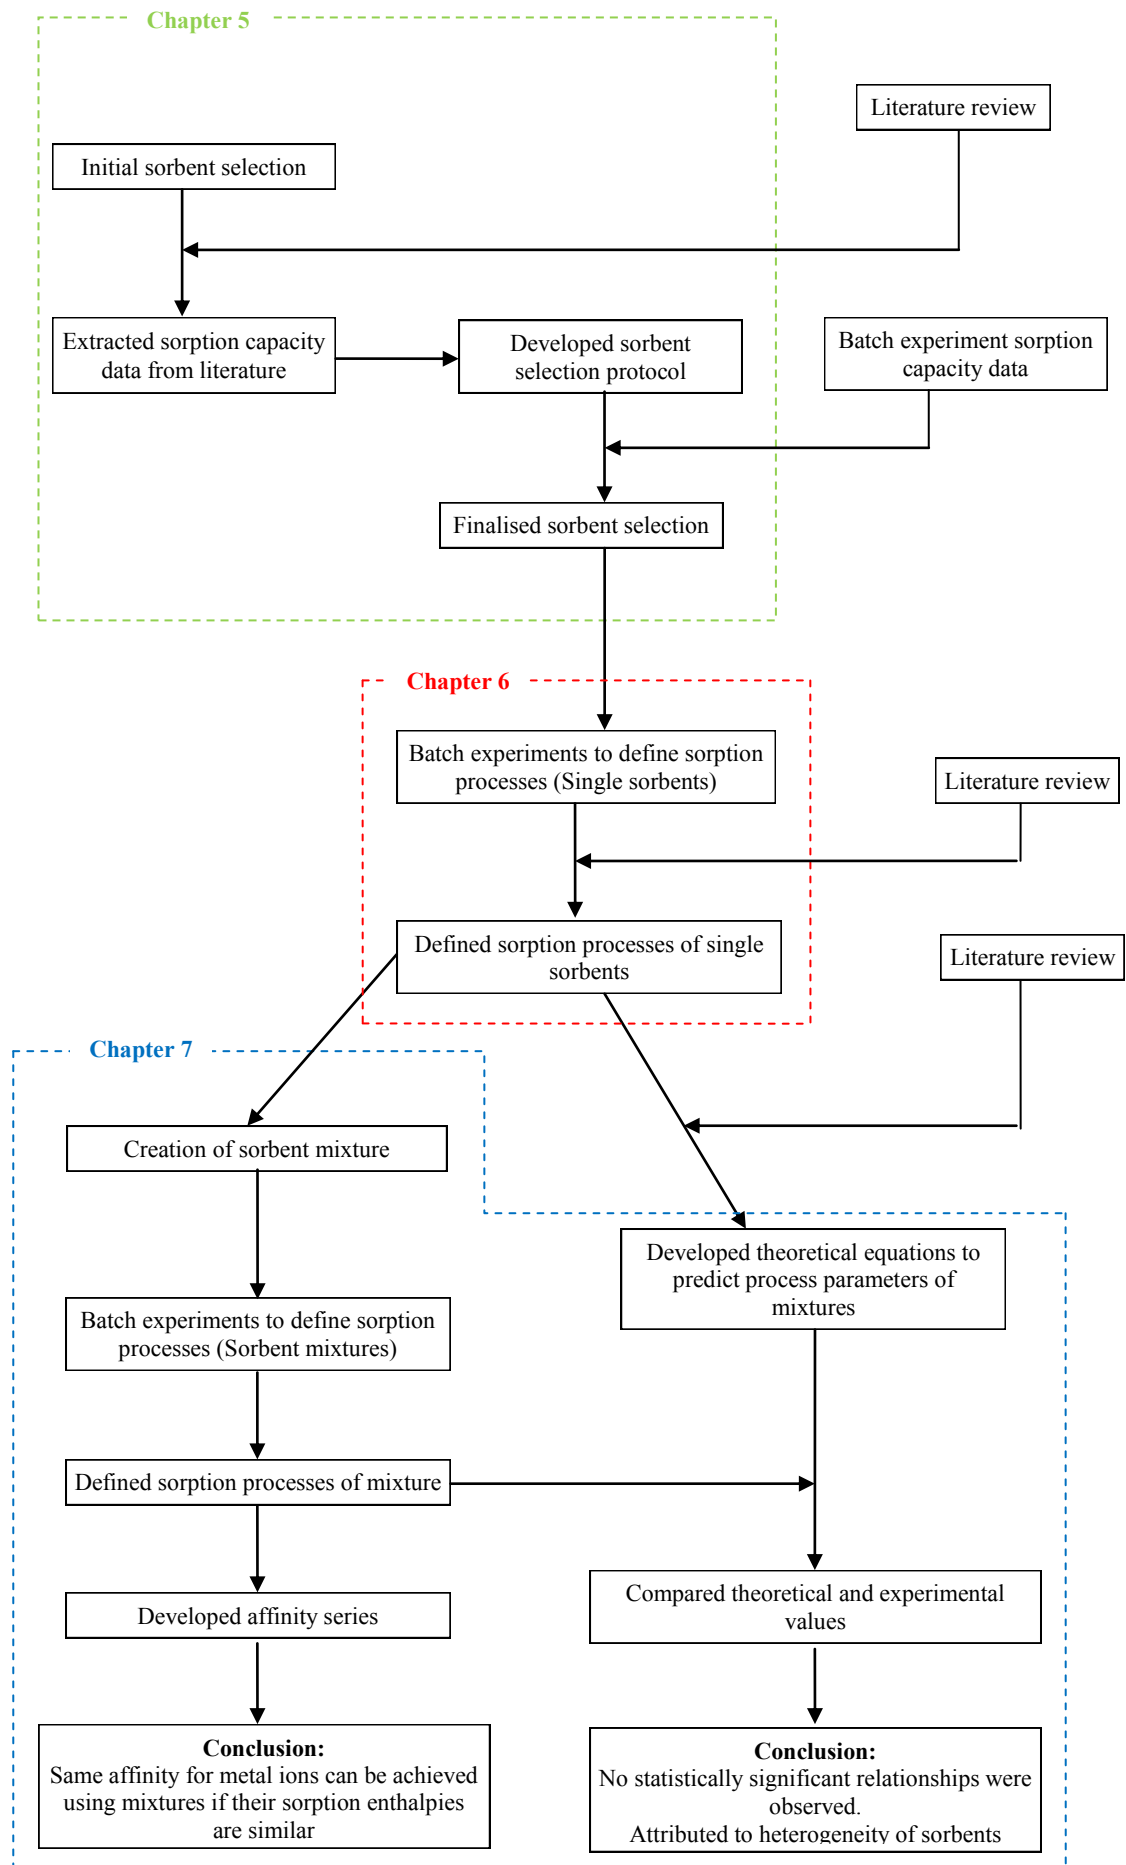 Chapter 5
Literature review
Initial sorbent selection
Extracted sorption capacity
data from literature
Developed sorbent
selection protocol
Batch experiment sorption
capacity data
Finalised sorbent selection
Chapter 6
Batch experiments to define sorption
processes (Single sorbents)
Literature review
Defined sorption processes of single
sorbents
Literature review
Chapter 7
Creation of sorbent mixture
Developed theoretical equations to
predict process parameters of
mixtures
Batch experiments to define sorption
processes (Sorbent mixtures)
Defined sorption processes of mixture
Developed affinity series
Compared theoretical and experimental
values
Conclusion:
Same affinity for metal ions can be achieved
using mixtures if their sorption enthalpies
are similar
Conclusion:
No statistically significant relationships were
observed.
Attributed to heterogeneity of sorbents